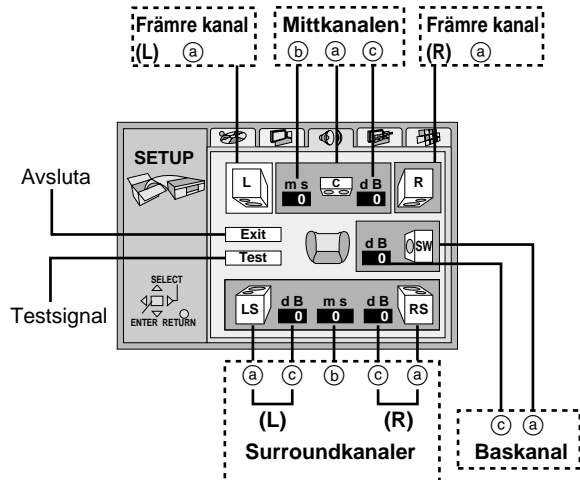 Främre kanal Mittkanalen Främre kanal
(L) ⓐ ⓑ ⓐ ⓒ (R) ⓐ
SETUP
L m s C d B R
0 0
Avsluta
Exit
d B SW
0
Test
Testsignal
SELECT
ENTER RETURN
LS d B m s d B RS
0 0 0
ⓐ ⓒ ⓑ ⓒ ⓐ
(L) (R)
ⓒ ⓐ
Surroundkanaler Baskanal